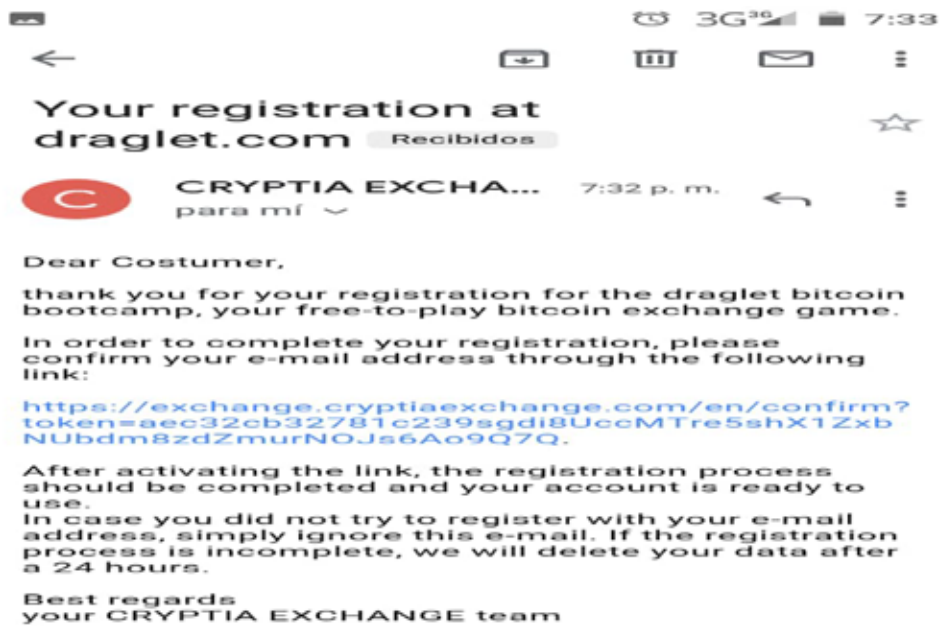 3G 3G 7:33
Your registration at
draglet.com Recibidos
C CRYPTIA EXCHA... 7:32 p. m.
para mí
Dear Costumer,
thank you for your registration for the draglet bitcoin
bootcamp, your free-to-play bitcoin exchange game.
In order to complete your registration, please
confirm your e-mail address through the following
link:
https://exchange.cryptiaexchange.com/en/confirm?
token=aec32cb32781c239sgdi8UccMTre5shX1Zxb
NUbdm8zdZmurNOJs6Ao9Q7Q.
After activating the link, the registration process
should be completed and your account is ready to
use.
In case you did not try to register with your e-mail
address, simply ignore this e-mail. If the registration
process is incomplete, we will delete your data after
a 24 hours.
Best regards
your CRYPTIA EXCHANGE team